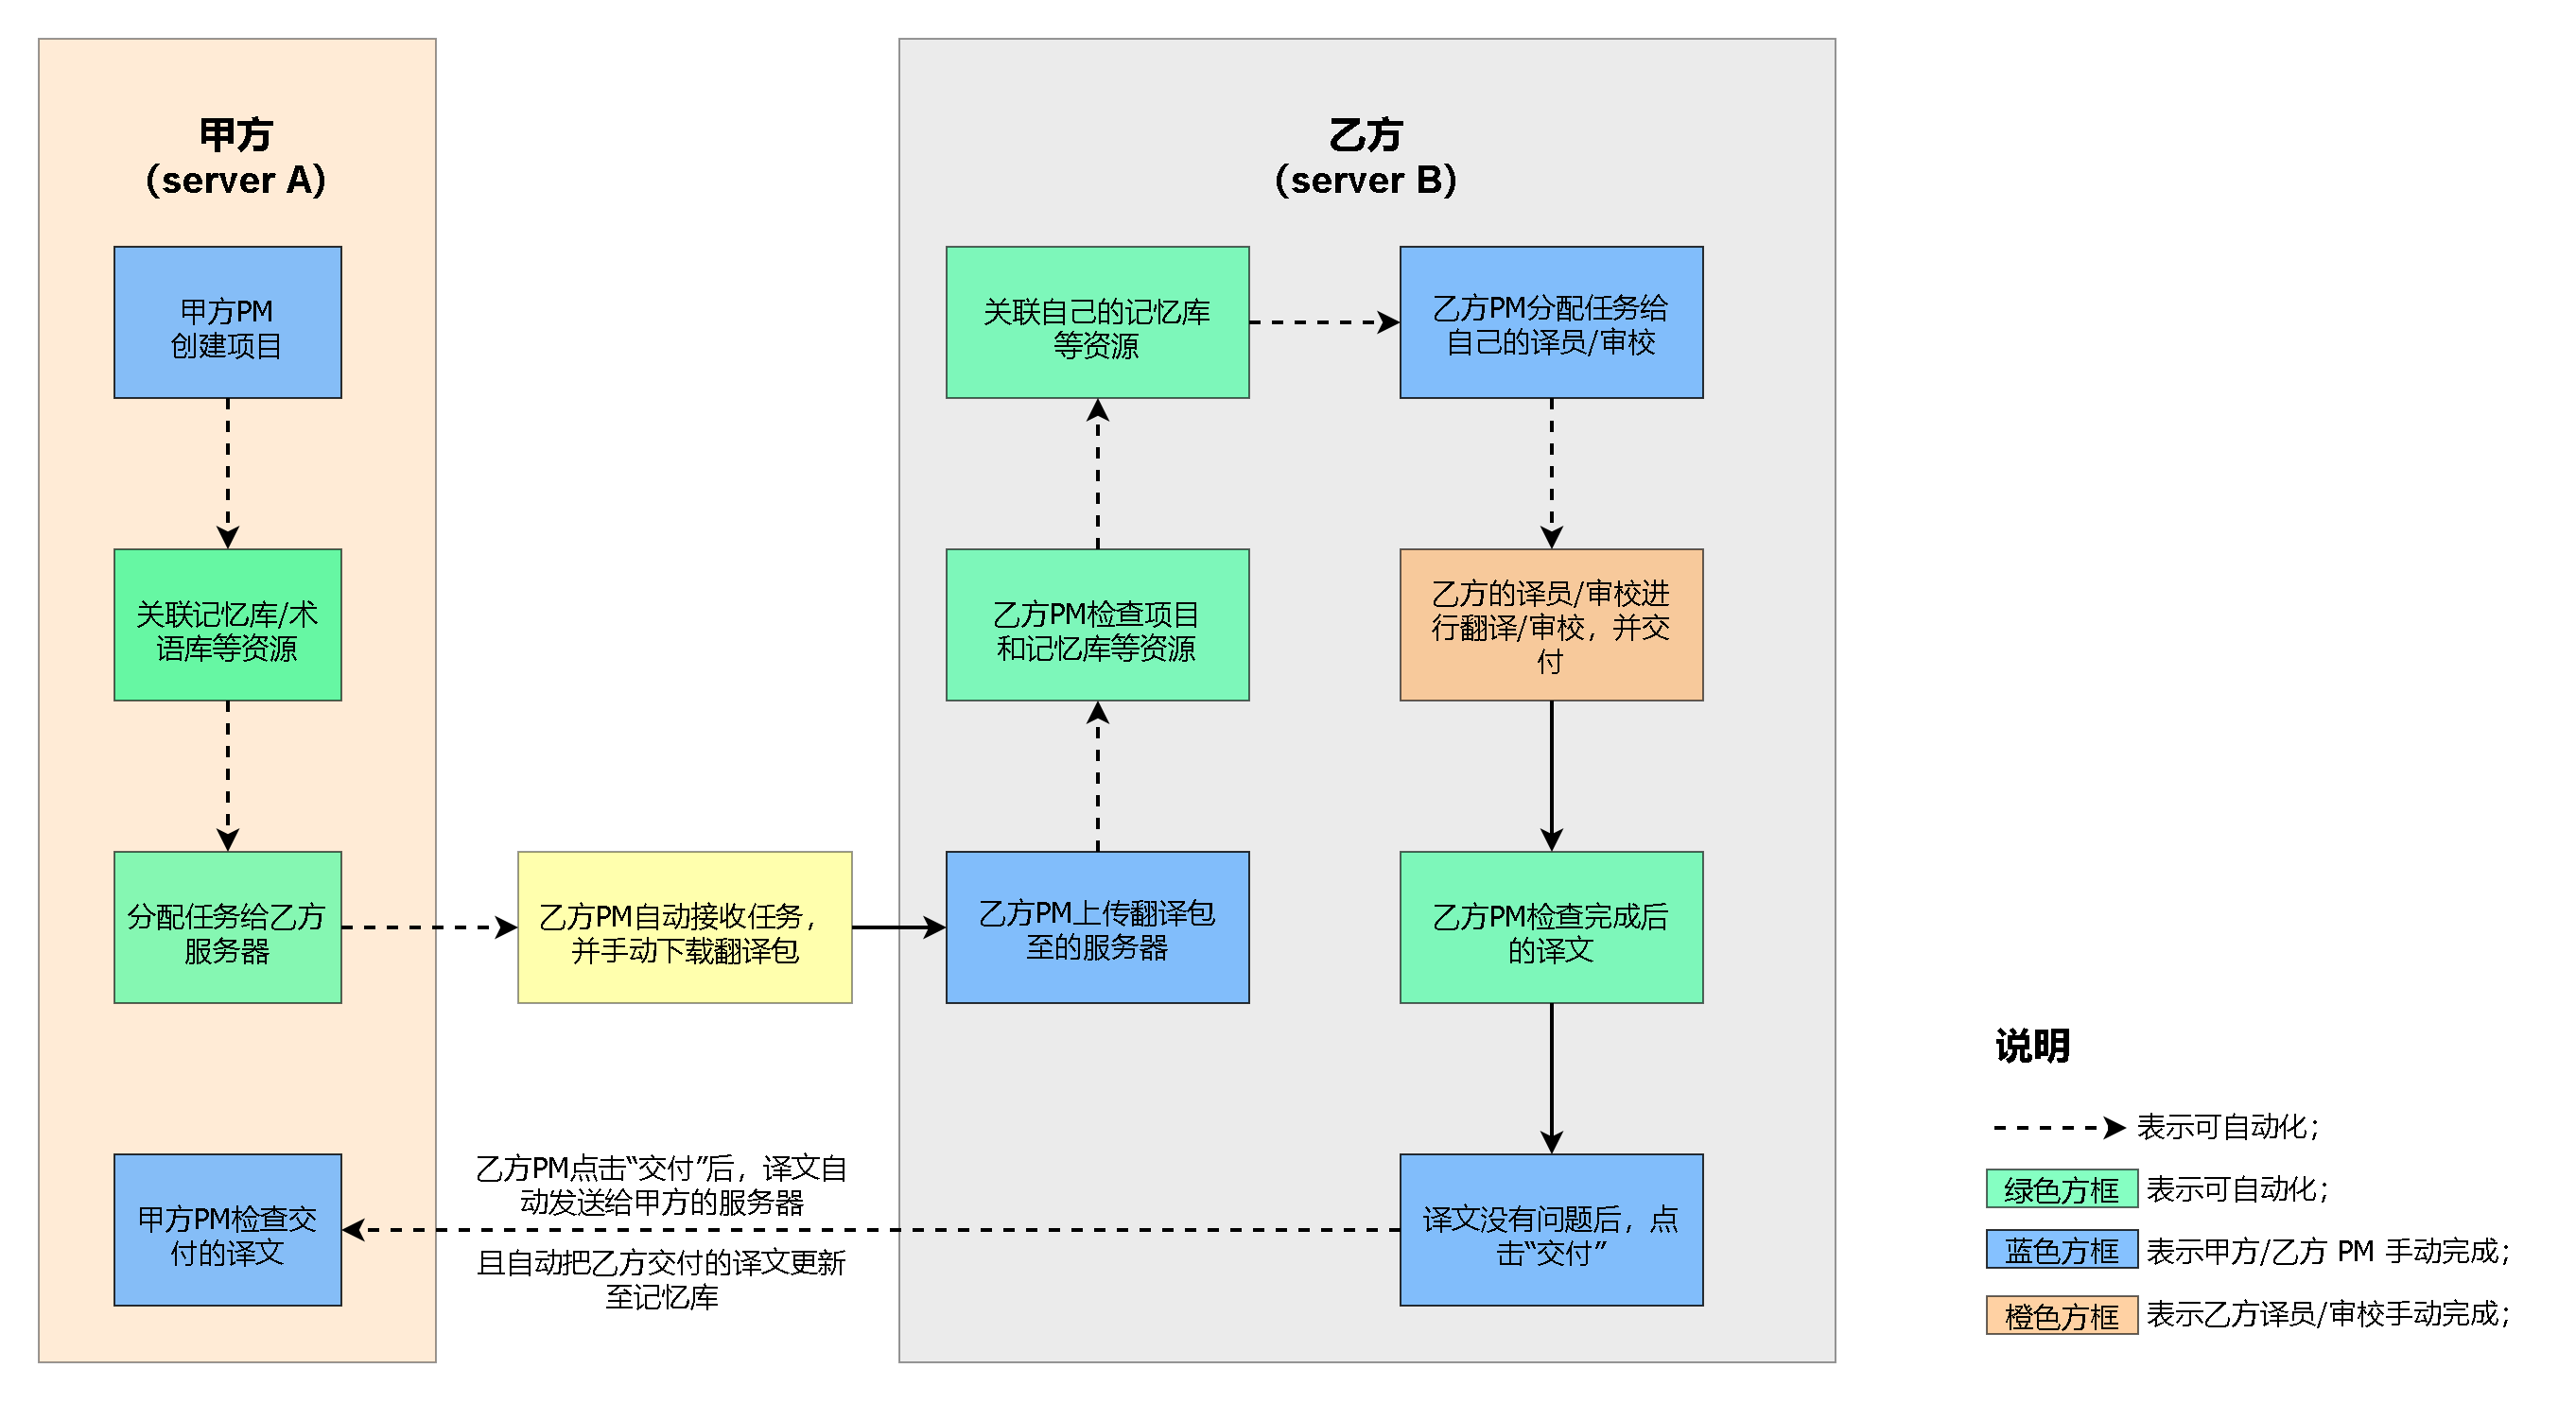 甲方
（server A）
甲方PM
创建项目
关联记忆库/术
语库等资源
分配任务给乙方
服务器
乙方PM自动接收任务，
并手动下载翻译包
乙方
（server B）
乙方PM上传翻译包
至的服务器
乙方PM检查项目
和记忆库等资源
关联自己的记忆库
等资源
乙方PM分配任务给
自己的译员/审校
乙方的译员/审校进
行翻译/审校，并交
付
乙方PM检查完成后
的译文
译文没有问题后，点
击“交付”
乙方PM点击“交付”后，译文自
动发送给甲方的服务器
且自动把乙方交付的译文更新
至记忆库
甲方PM检查交
付的译文
说明
表示可自动化；
绿色方框 表示可自动化；
蓝色方框 表示甲方/乙方 PM 手动完成；
橙色方框 表示乙方译员/审校手动完成；